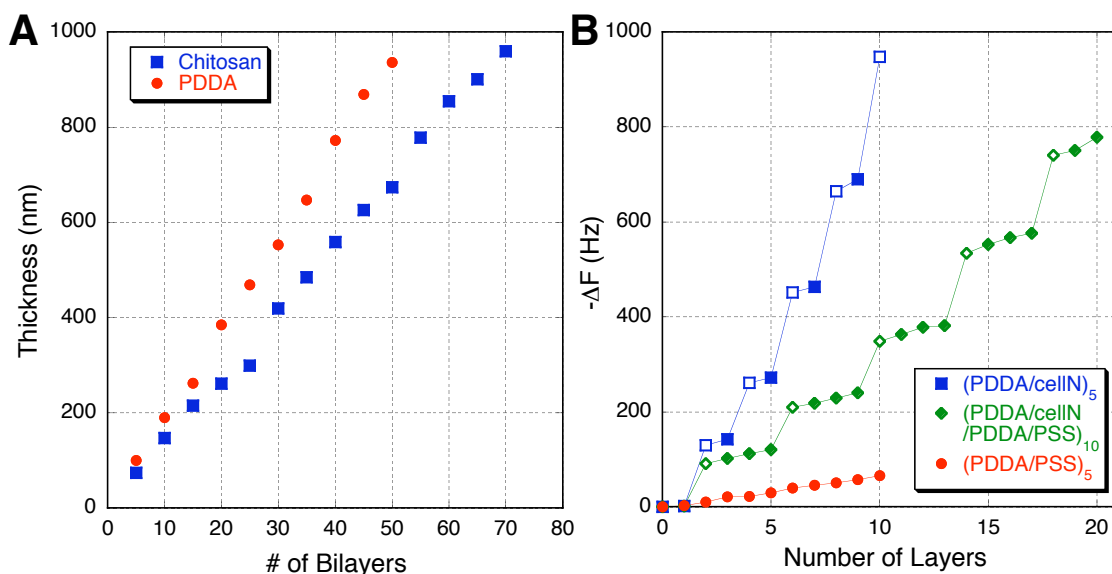 A
Thickness (nm)
1000
800
600
400
200
0
0 10 20 30 40 50 60 70 80
# of Bilayers
Chitosan
PDDA
B
-ΔF (Hz)
1000
800
600
400
200
0
0 5 10 15 20
Number of Layers
(PDDA/cellN)5
(PDDA/cellN
/PDDA/PSS)10
(PDDA/PSS)5